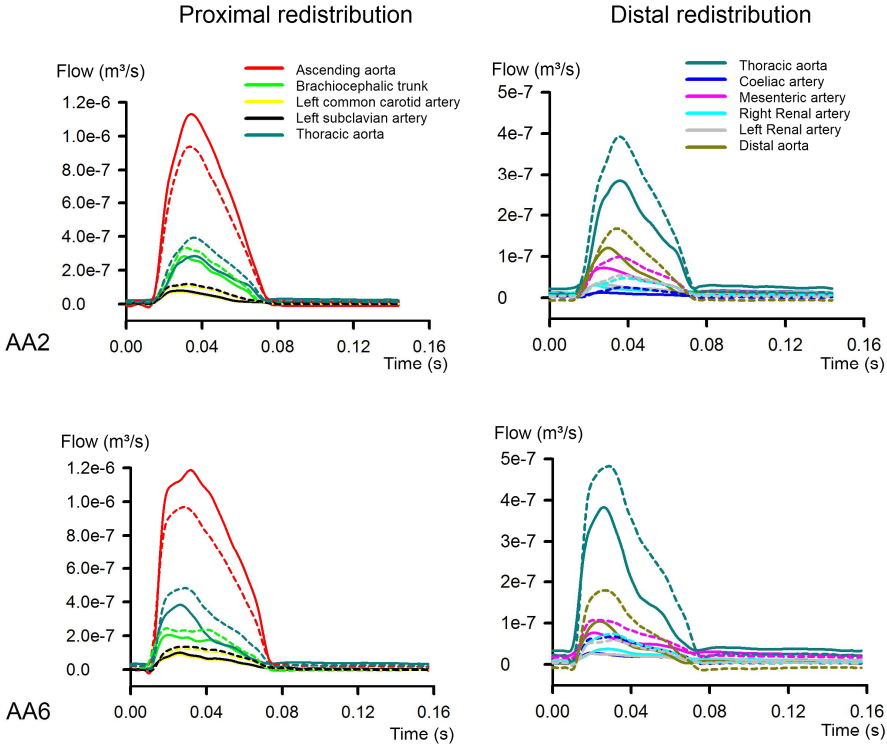 Proximal redistribution
Distal redistribution
Flow (m³/s)
Ascending aorta
Brachiocephalic trunk
Left common carotid artery
Left subclavian artery
Thoracic aorta
1.2e-6
1.0e-6
8.0e-7
6.0e-7
4.0e-7
2.0e-7
0.0
0.00 0.04 0.08 0.12 0.16
Time (s)
Flow (m³/s)
Thoracic aorta
Coeliac artery
Mesenteric artery
Right Renal artery
Left Renal artery
Distal aorta
5e-7
4e-7
3e-7
2e-7
1e-7
0
0.00 0.04 0.08 0.12 0.16
Time (s)
AA2
Flow (m³/s)
1.2e-6
1.0e-6
8.0e-7
6.0e-7
4.0e-7
2.0e-7
0.0
0.00 0.04 0.08 0.12 0.16
Time (s)
Flow (m³/s)
5e-7
4e-7
3e-7
2e-7
1e-7
0
0.00 0.04 0.08 0.12 0.16
Time (s)
AA6